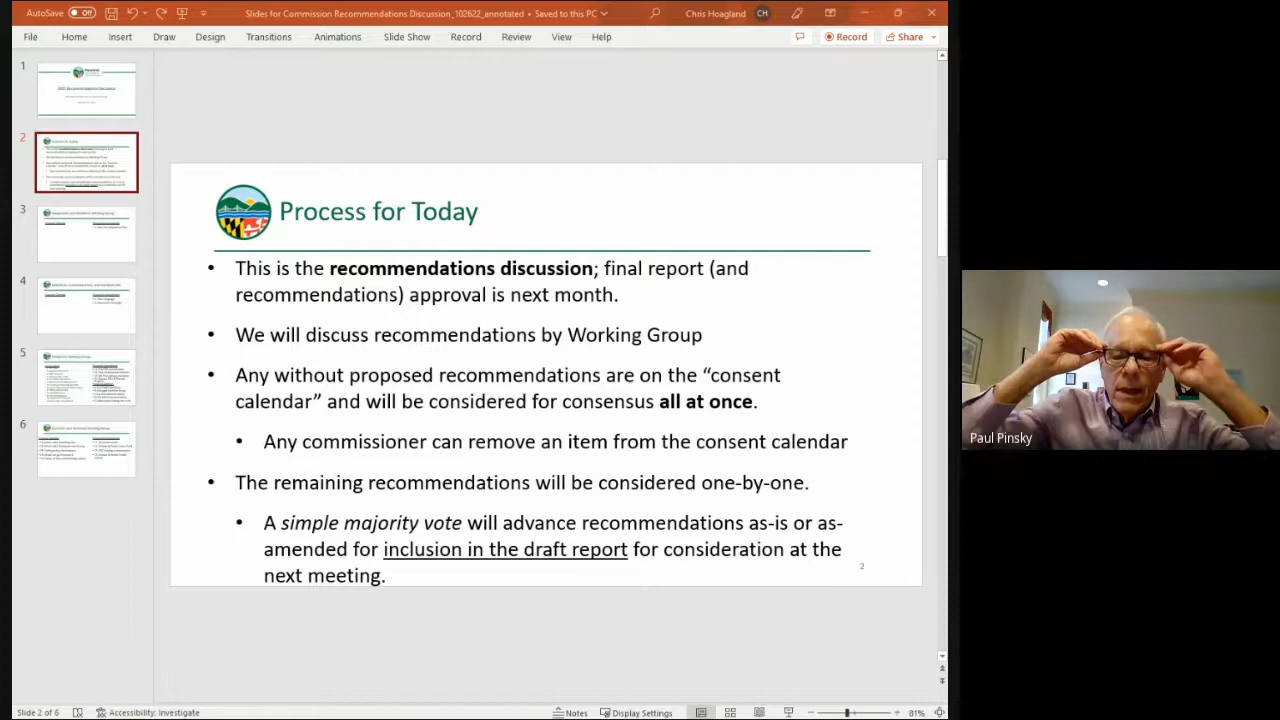 AutoSave Off Slides for Commission Recommendations Discussion_102622_annotated • Saved to this PC Chris Hoagland CH
File Home Insert Draw Design Transitions Animations Slide Show Record Review View Help Record Share
1
2
3
4
5
6
Process for Today
• This is the recommendations discussion; final report (and
recommendations) approval is next month.
• We will discuss recommendations by Working Group
• Any without proposed recommendations are on the “consent
calendar” and will be considered for consensus all at once.
• Any commissioner can remove an item from the consent calendar
• The remaining recommendations will be considered one-by-one.
• A simple majority vote will advance recommendations as-is or as-
amended for inclusion in the draft report for consideration at the
next meeting.
2
Paul Pinsky
Slide 2 of 6 Accessibility: Investigate Notes Display Settings 81%